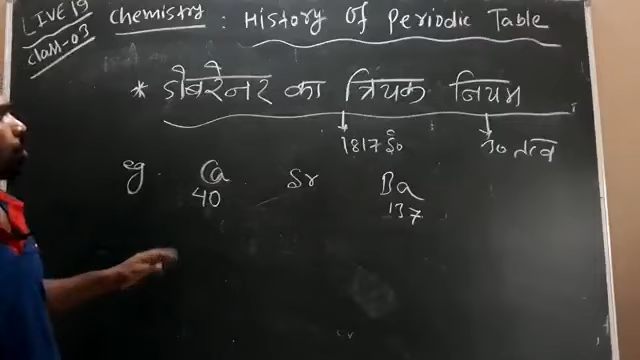 LIVE 19
Class-03
Chemistry : History Of Periodic Table
* डोबरेनर का त्रियक नियम
1817 ई० 30 तत्व
eg. Ca Sr Ba
40 137